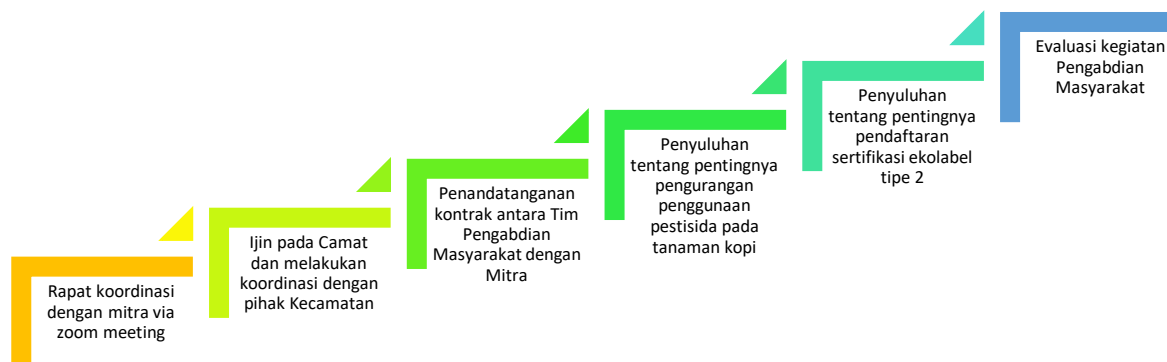 Rapat koordinasi
dengan mitra via
zoom meeting
Ijin pada Camat
dan melakukan
koordinasi dengan
pihak Kecamatan
Penandatanganan
kontrak antara Tim
Pengabdian
Masyarakat dengan
Mitra
Penyuluhan
tentang pentingnya
pengurangan
penggunaan
pestisida pada
tanaman kopi
Penyuluhan
tentang pentingnya
pendaftaran
sertifikasi ekolabel
tipe 2
Evaluasi kegiatan
Pengabdian
Masyarakat